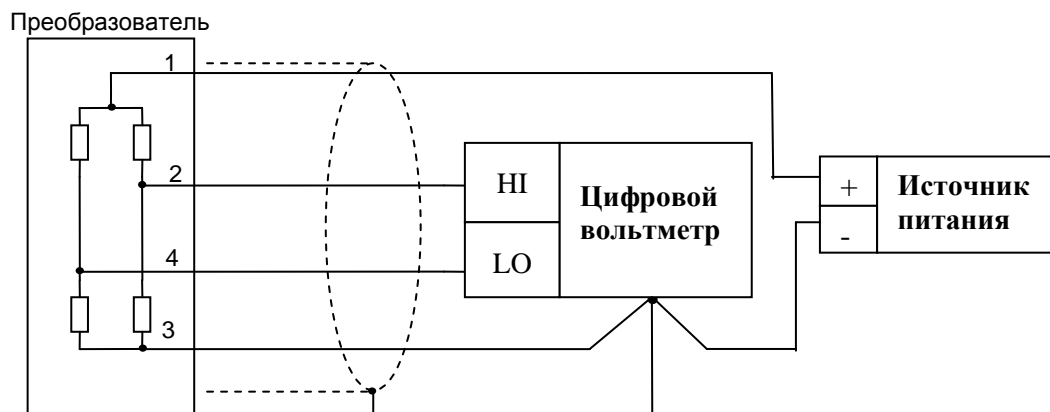 Преобразователь
1
2
4
3
HI
LO
Цифровой
вольтметр
+
-
Источник
питания